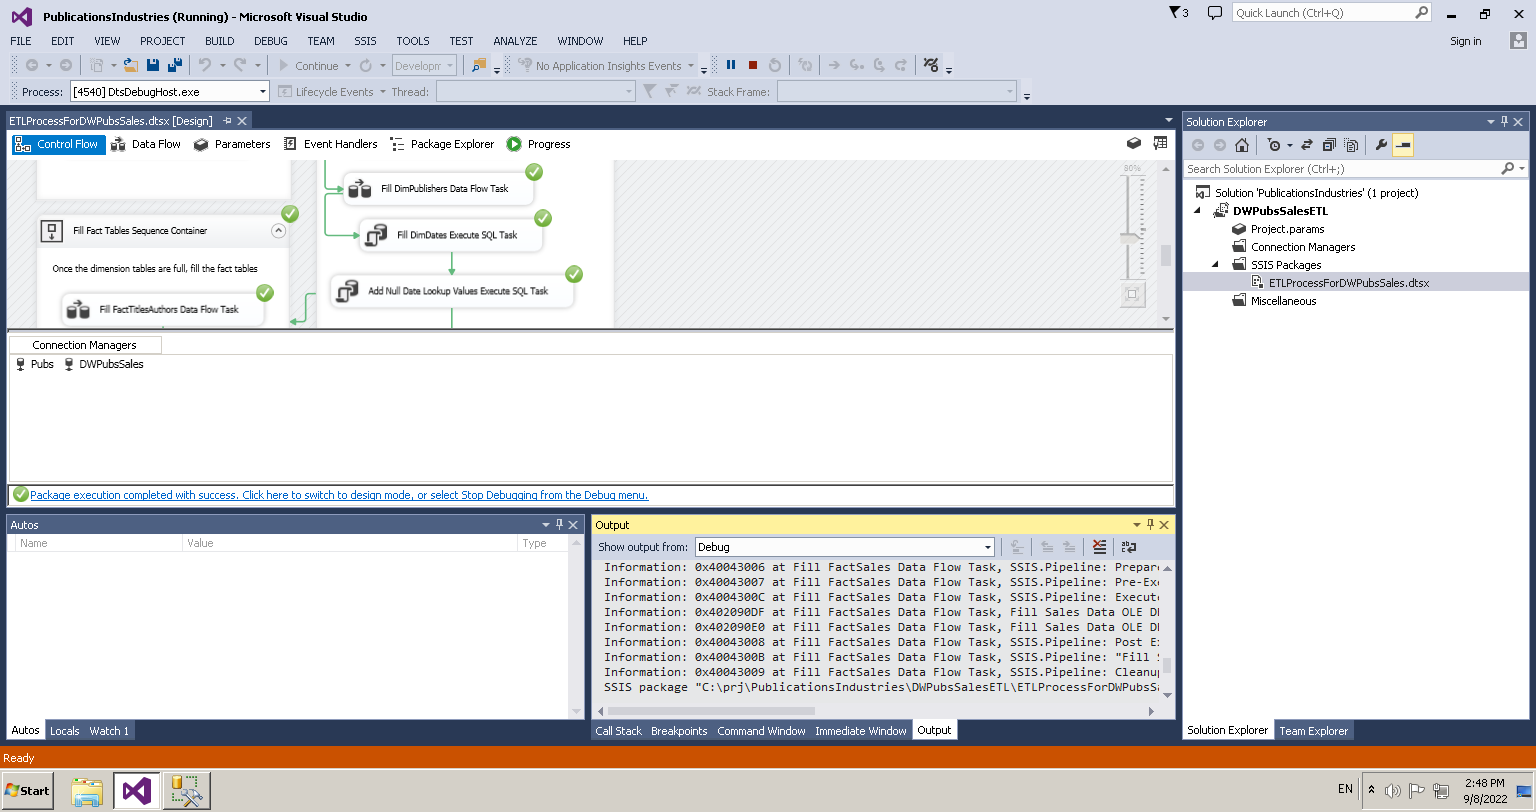 PublicationsIndustries (Running) - Microsoft Visual Studio
3
Quick Launch (Ctrl+Q)
FILE EDIT VIEW PROJECT BUILD DEBUG TEAM SSIS TOOLS TEST ANALYZE WINDOW HELP
Sign in
Continue
Developm
No Application Insights Events
Process: [4540] DtsDebugHost.exe
Lifecycle Events
Thread:
Stack Frame:
ETLProcessForDWPubsSales.dtsx [Design]
Control Flow
Data Flow
Parameters
Event Handlers
Package Explorer
Progress
Fill DimPublishers Data Flow Task
Fill DimDates Execute SQL Task
Add Null Date Lookup Values Execute SQL Task
Fill Fact Tables Sequence Container
Once the dimension tables are full, fill the fact tables
Fill FactTitlesAuthors Data Flow Task
80%
Connection Managers
Pubs
DWPubsSales
Package execution completed with success. Click here to switch to design mode, or select Stop Debugging from the Debug menu.
Autos
Name Value Type
Autos Locals Watch 1
Output
Show output from: Debug
Information: 0x40043006 at Fill FactSales Data Flow Task, SSIS.Pipeline: Prepare
Information: 0x40043007 at Fill FactSales Data Flow Task, SSIS.Pipeline: Pre-Exe
Information: 0x4004300C at Fill FactSales Data Flow Task, SSIS.Pipeline: Execute
Information: 0x402090DF at Fill FactSales Data Flow Task, Fill Sales Data OLE D
Information: 0x402090E0 at Fill FactSales Data Flow Task, Fill Sales Data OLE D
Information: 0x40043008 at Fill FactSales Data Flow Task, SSIS.Pipeline: Post Ex
Information: 0x4004300B at Fill FactSales Data Flow Task, SSIS.Pipeline: "Fill S
Information: 0x40043009 at Fill FactSales Data Flow Task, SSIS.Pipeline: Cleanup
SSIS package "C:\prj\PublicationsIndustries\DWPubsSalesETL\ETLProcessForDWPubsSa
Call Stack Breakpoints Command Window Immediate Window Output
Solution Explorer
Search Solution Explorer (Ctrl+;)
Solution 'PublicationsIndustries' (1 project)
DWPubsSalesETL
Project.params
Connection Managers
SSIS Packages
ETLProcessForDWPubsSales.dtsx
Miscellaneous
Solution Explorer Team Explorer
Ready
Start
EN
2:48 PM
9/8/2022